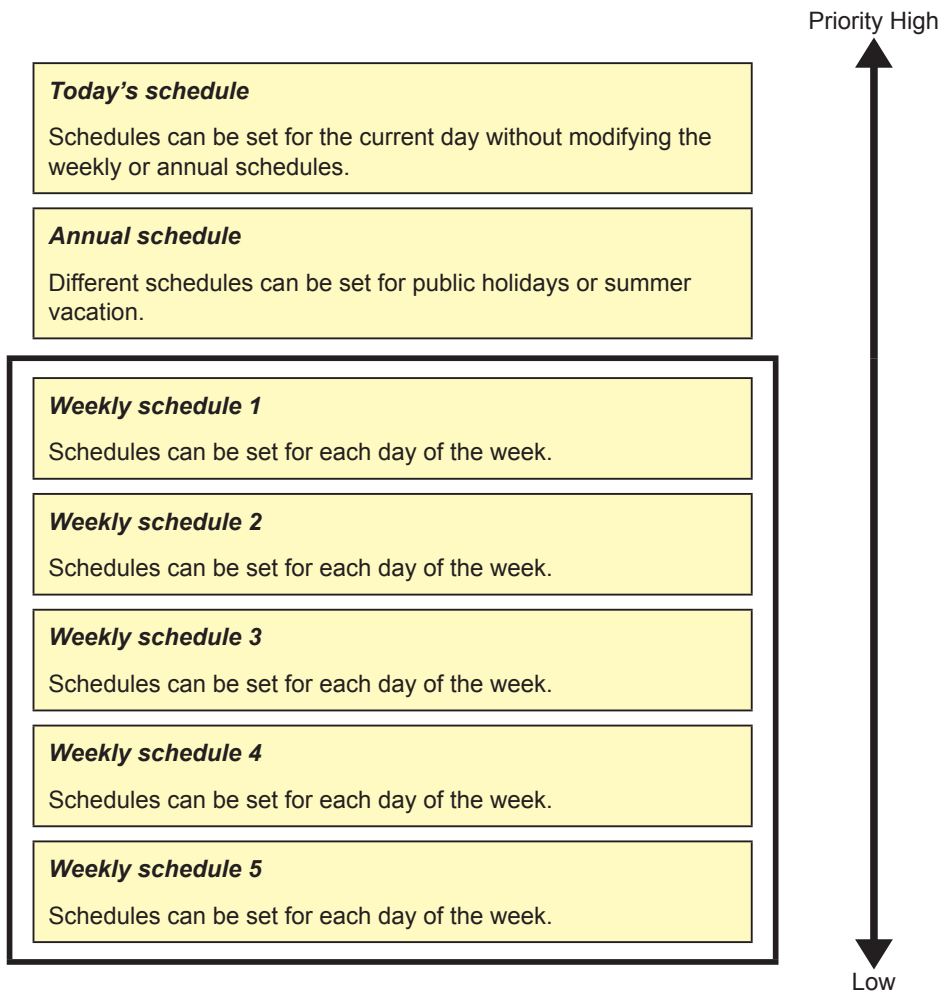 Priority High
Today’s schedule
Schedules can be set for the current day without modifying the
weekly or annual schedules.
Annual schedule
Different schedules can be set for public holidays or summer
vacation.
Weekly schedule 1
Schedules can be set for each day of the week.
Weekly schedule 2
Schedules can be set for each day of the week.
Weekly schedule 3
Schedules can be set for each day of the week.
Weekly schedule 4
Schedules can be set for each day of the week.
Weekly schedule 5
Schedules can be set for each day of the week.
Low